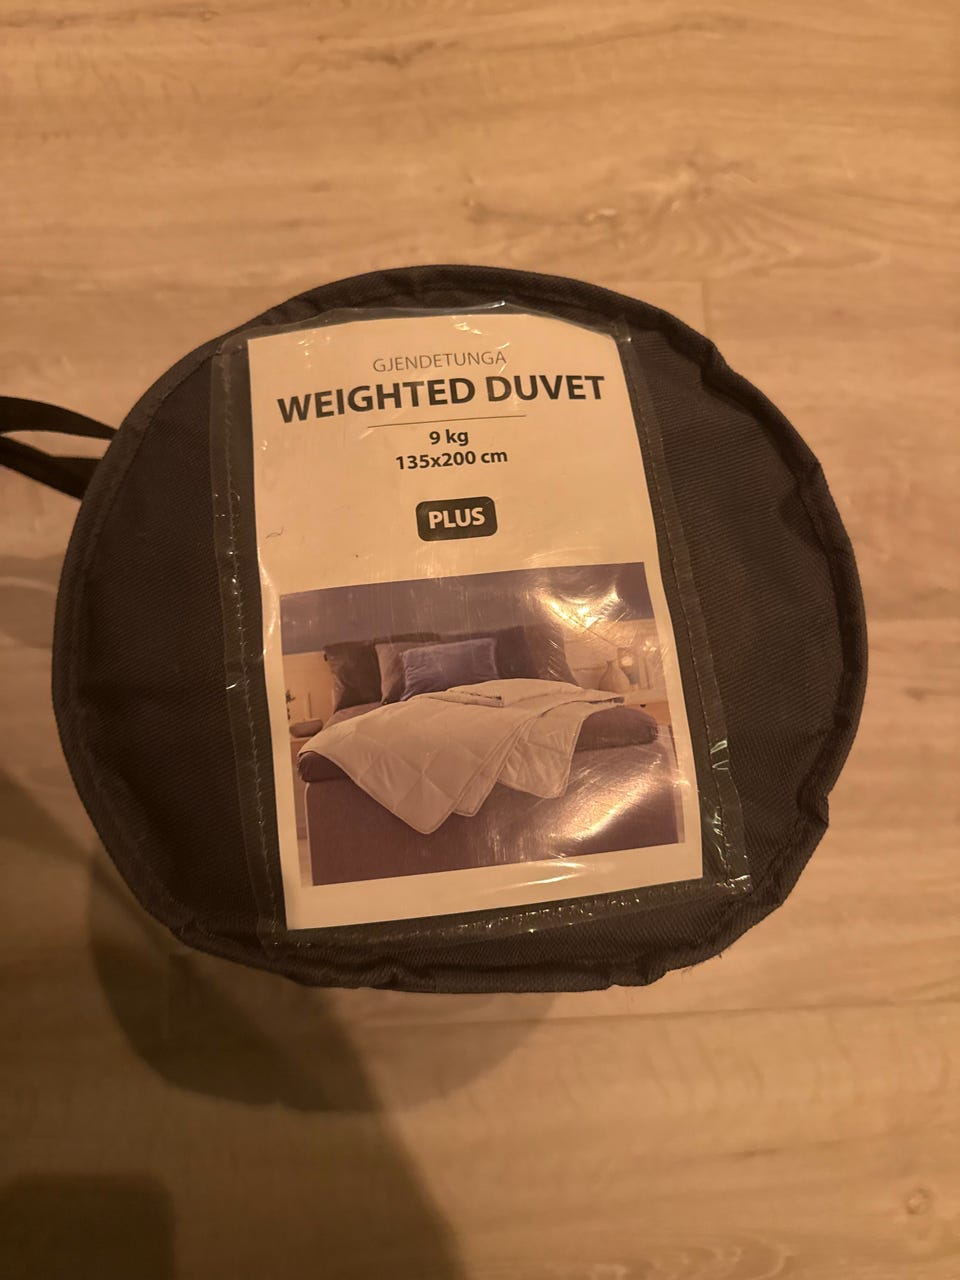 GJENDETUNGA
WEIGHTED DUVET
9 kg
135x200 cm
PLUS